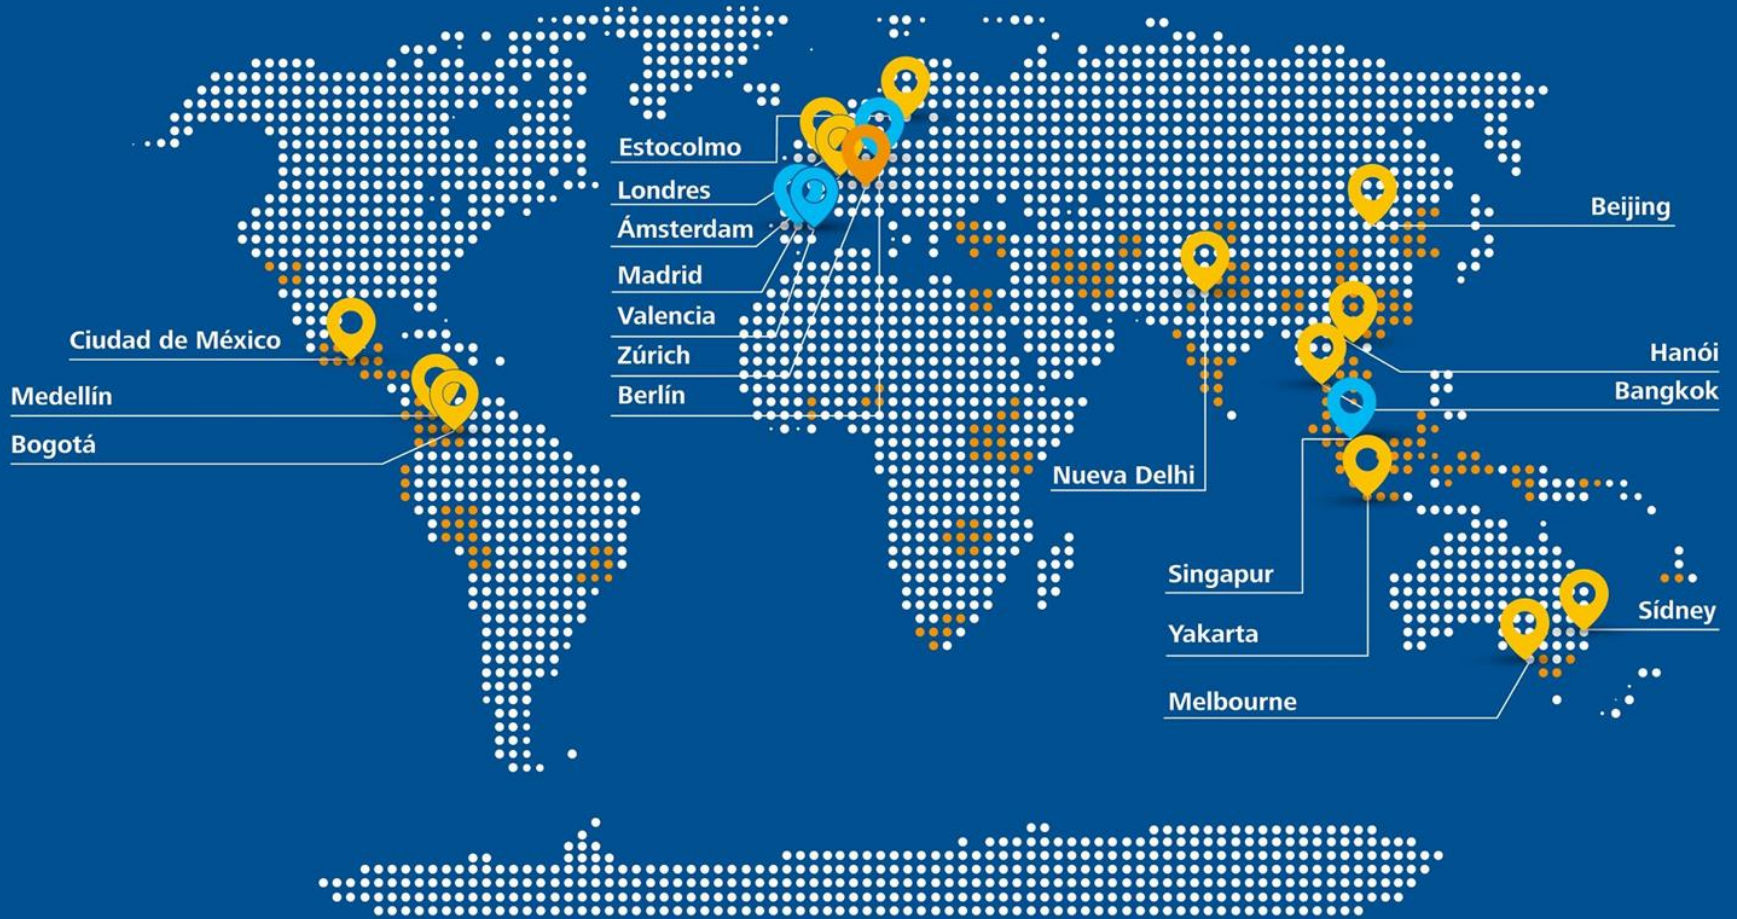 Estocolmo
Londres
Ámsterdam
Madrid
Valencia
Zúrich
Berlín
Ciudad de México
Medellín
Bogotá
Beijing
Hanói
Bangkok
Nueva Delhi
Singapur
Yakarta
Melbourne
Sídney